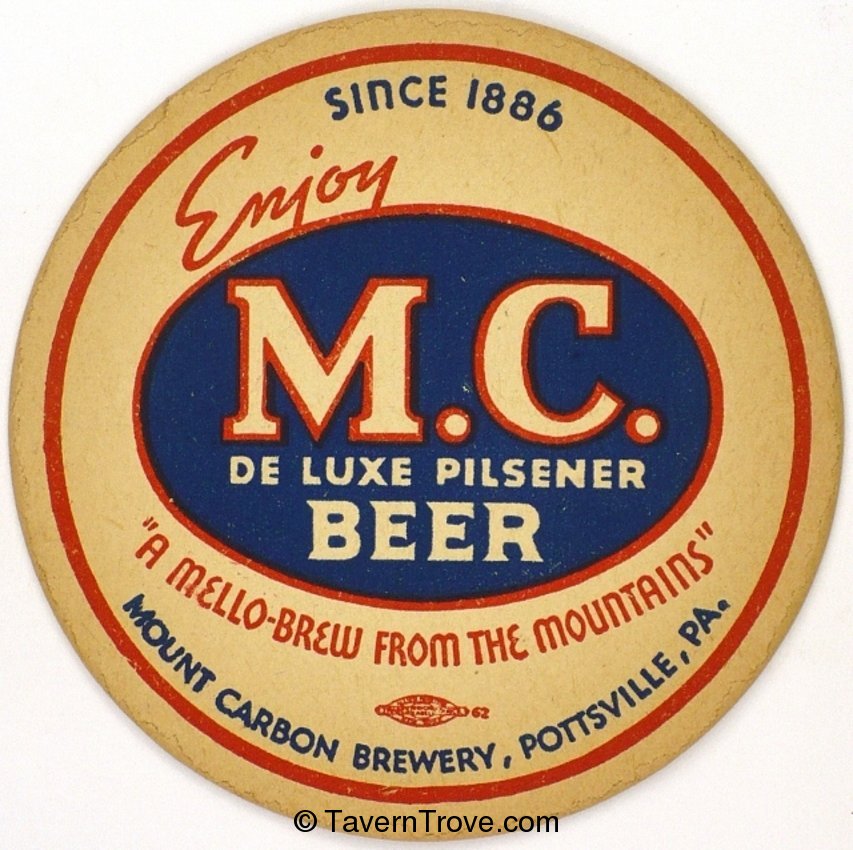 SINCE 1886
Enjoy
M.C.
DE LUXE PILSENER
BEER
"A MELLO-BREW FROM THE MOUNTAINS"
62
MOUNT CARBON BREWERY, POTTSVILLE, PA.
© TavernTrove.com